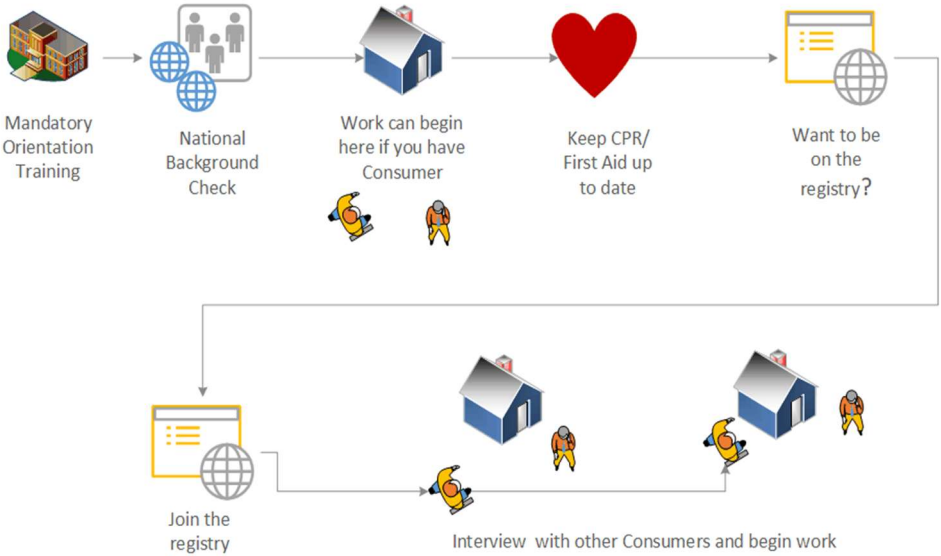 Mandatory
Orientation
Training
National
Background
Check
Work can begin
here if you have
Consumer
Keep CPR/
First Aid up
to date
Want to be
on the
registry?
Join the
registry
Interview with other Consumers and begin work